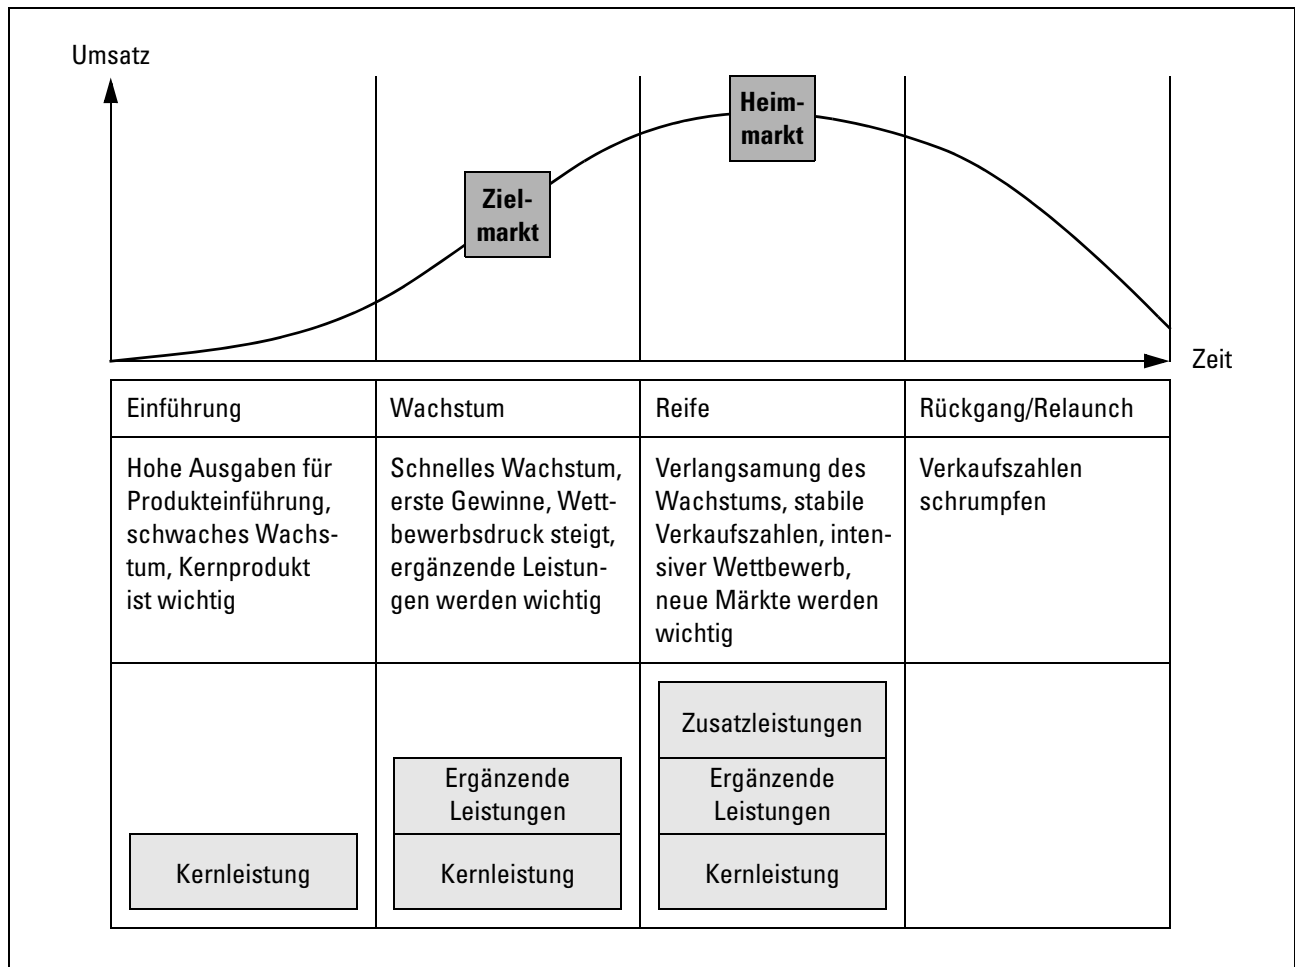 Umsatz
Heim-
markt
Ziel-
markt
Zeit
Einführung
Wachstum
Reife
Rückgang/Relaunch
Hohe Ausgaben für
Produkteinführung,
schwaches Wachs-
tum, Kernprodukt
ist wichtig
Schnelles Wachstum,
erste Gewinne, Wett-
bewerbsdruck steigt,
ergänzende Leistun-
gen werden wichtig
Verlangsamung des
Wachstums, stabile
Verkaufszahlen, inten-
siver Wettbewerb,
neue Märkte werden
wichtig
Verkaufszahlen
schrumpfen
Kernleistung
Ergänzende
Leistungen
Kernleistung
Zusatzleistungen
Ergänzende
Leistungen
Kernleistung